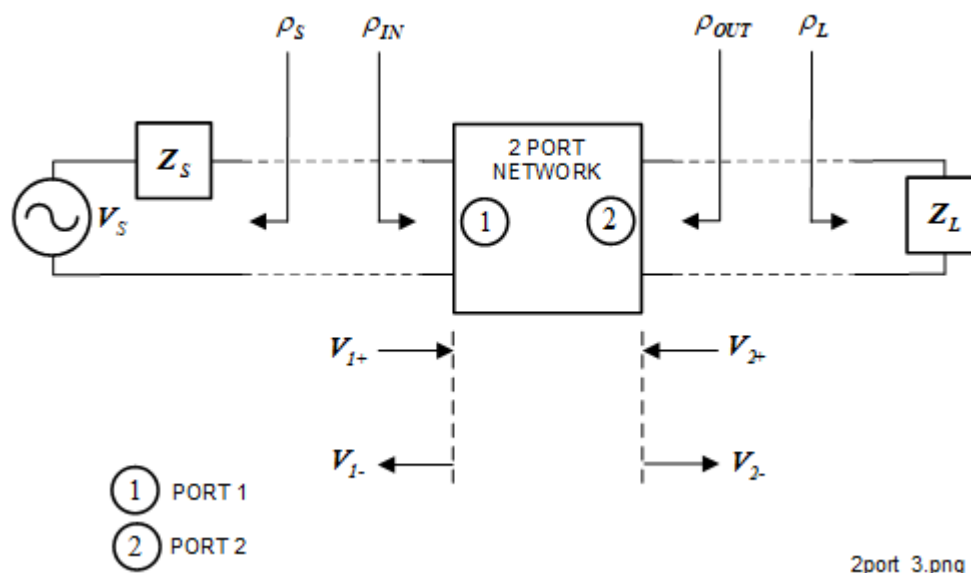 ρS ρIN ρOUT ρL
ZS
2 PORT
NETWORK
VS
1
2
ZL
V1+
V2+
V1-
V2-
1 PORT 1
2 PORT 2
2port_3.png